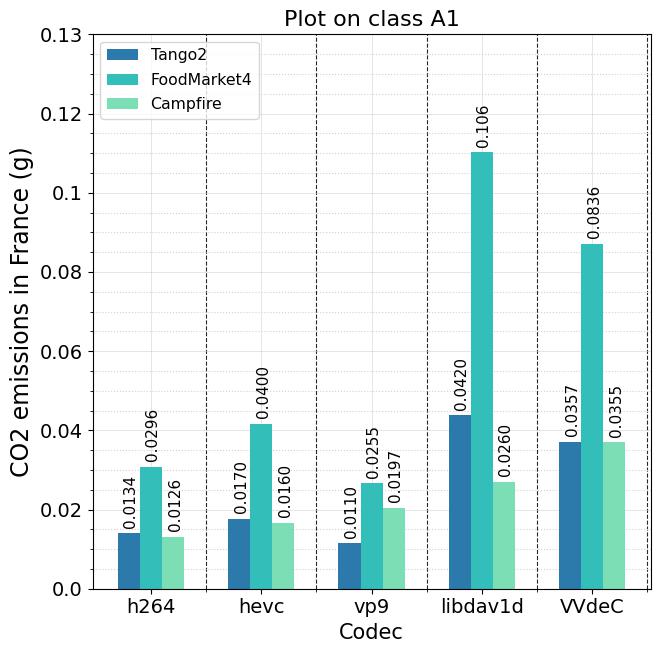 Plot on class A1
Tango2
FoodMarket4
Campfire
CO2 emissions in France (g)
0.13
0.12
0.1
0.08
0.06
0.04
0.02
0.0
0.0134
0.0296
0.0126
0.0170
0.0400
0.0160
0.0110
0.0255
0.0197
0.0420
0.106
0.0260
0.0357
0.0836
0.0355
h264
hevc
vp9
libdav1d
VVdeC
Codec